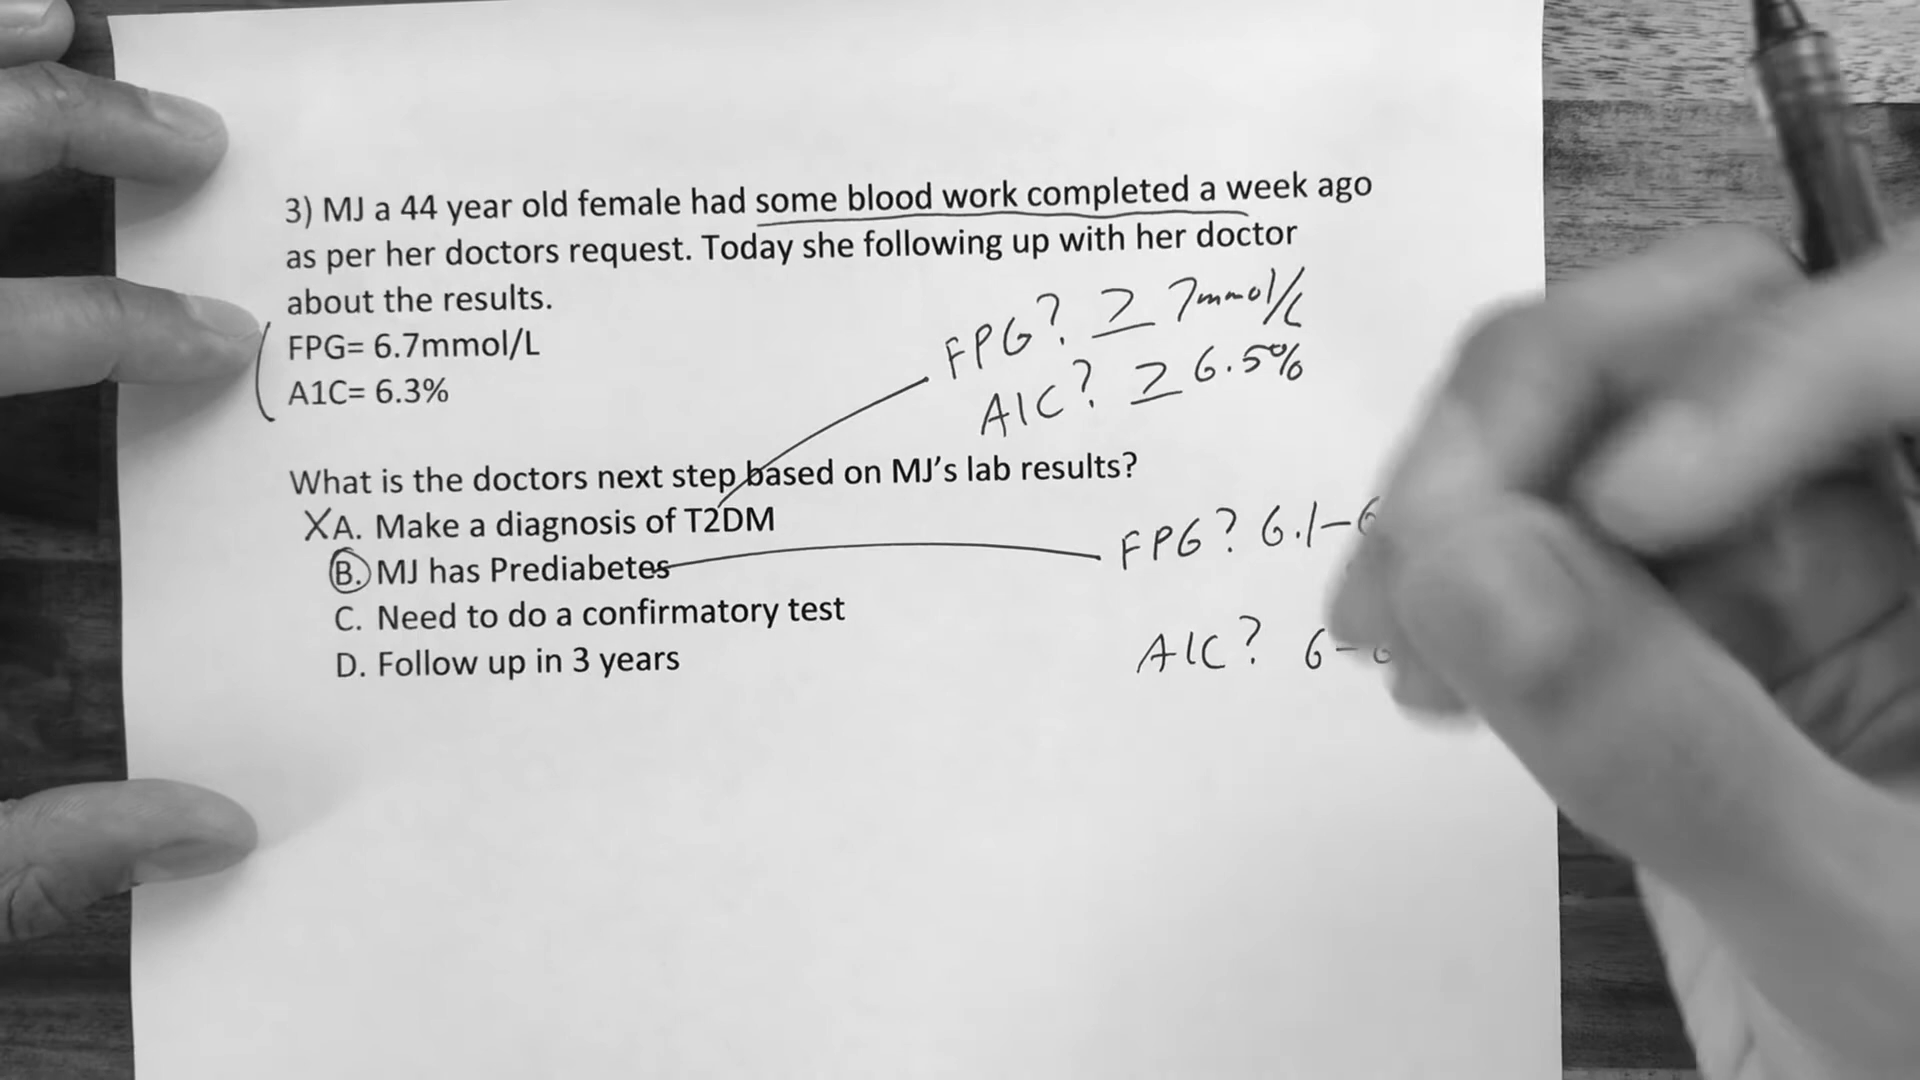 3) MJ a 44 year old female had some blood work completed a week ago
as per her doctors request. Today she following up with her doctor
about the results.
FPG= 6.7mmol/L
A1C= 6.3%
FPG? ≥ 7mmol/L
A1C? ≥ 6.5%
What is the doctors next step based on MJ's lab results?
X A. Make a diagnosis of T2DM
B. MJ has Prediabetes
FPG? 6.1-6
C. Need to do a confirmatory test
A1C? 6-
D. Follow up in 3 years